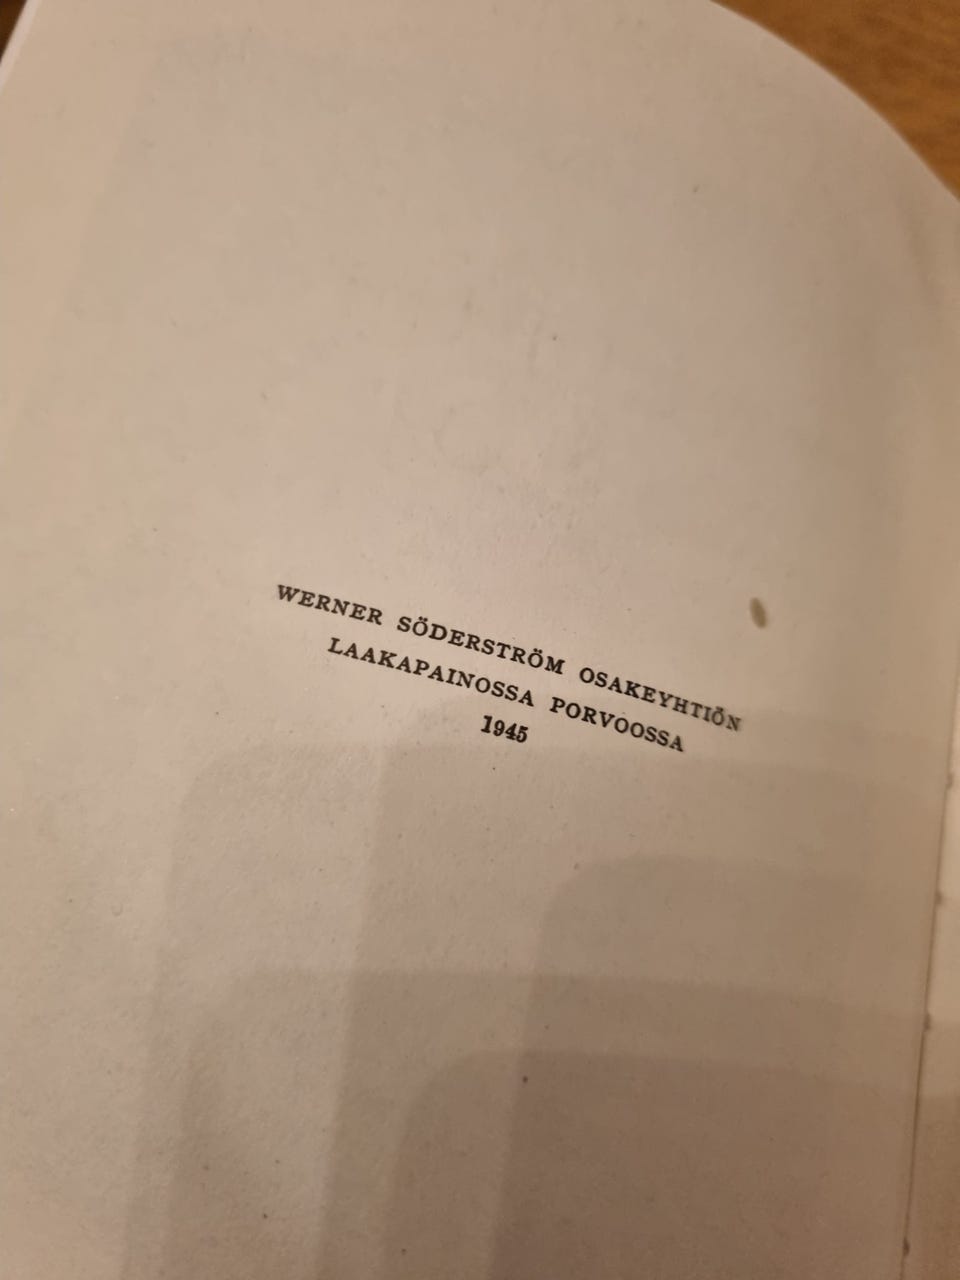 WERNER SÖDERSTRÖM OSAKEYHTIÖN
LAAKAPAINOSSA PORVOOSSA
1945